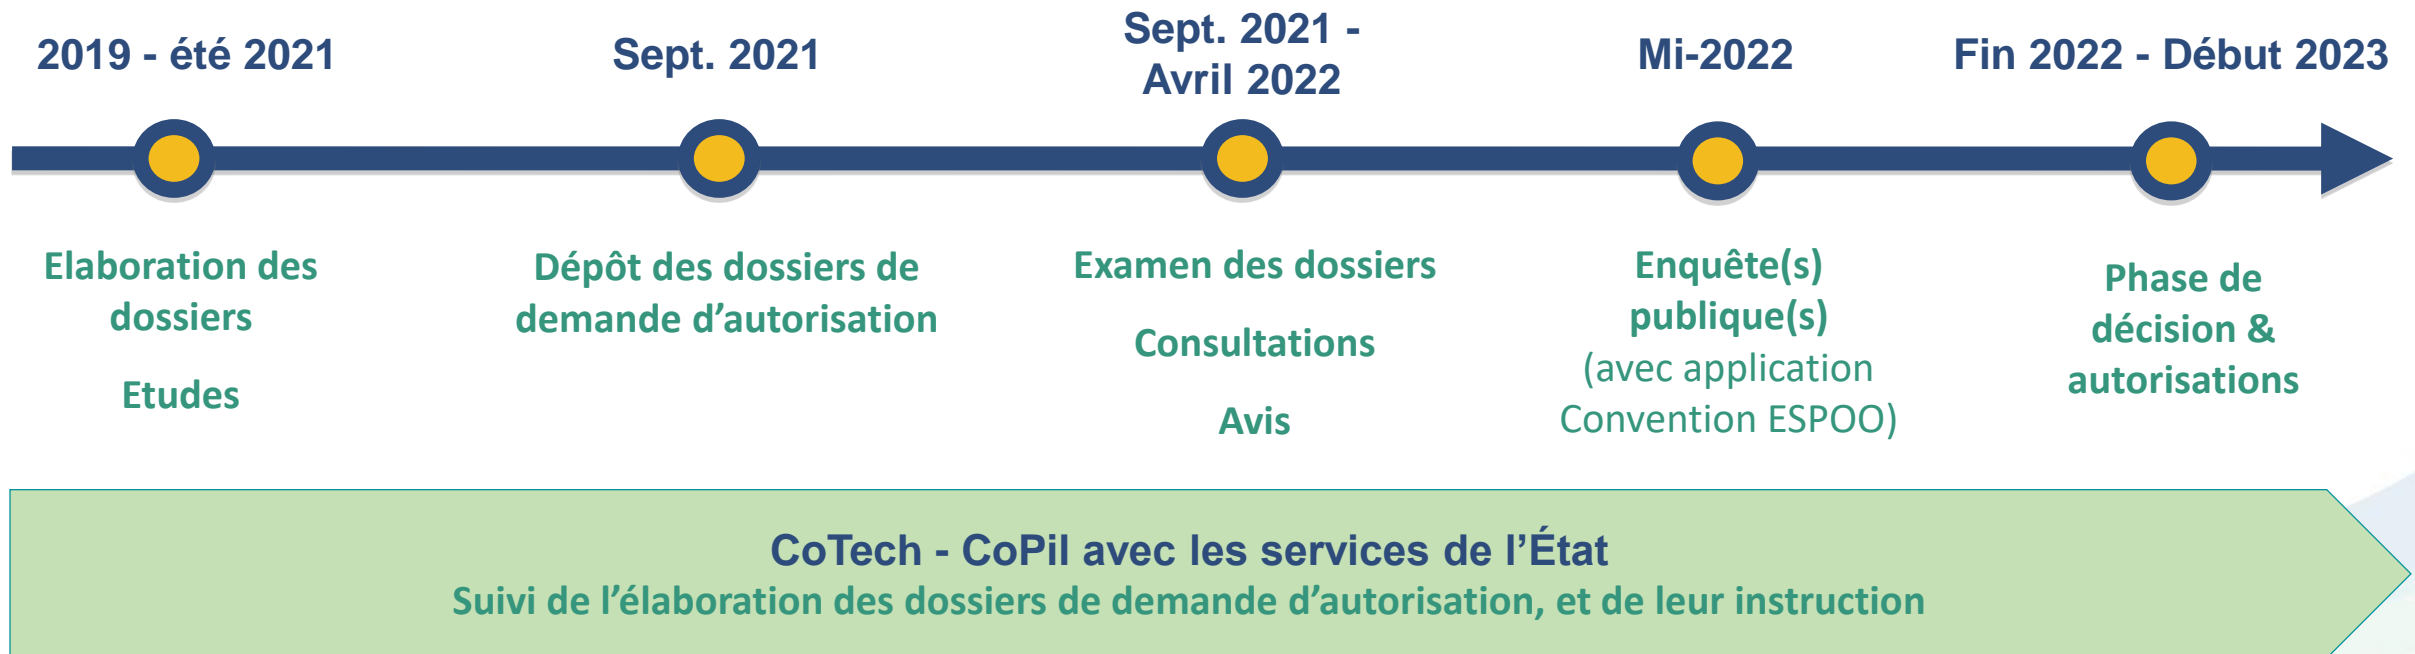 2019 - été 2021
Elaboration des
dossiers
Etudes
Sept. 2021
Dépôt des dossiers de
demande d’autorisation
Sept. 2021 -
Avril 2022
Examen des dossiers
Consultations
Avis
Mi-2022
Enquête(s)
publique(s)
(avec application
Convention ESPOO)
Fin 2022 - Début 2023
Phase de
décision &
autorisations
CoTech - CoPil avec les services de l’État
Suivi de l’élaboration des dossiers de demande d’autorisation, et de leur instruction